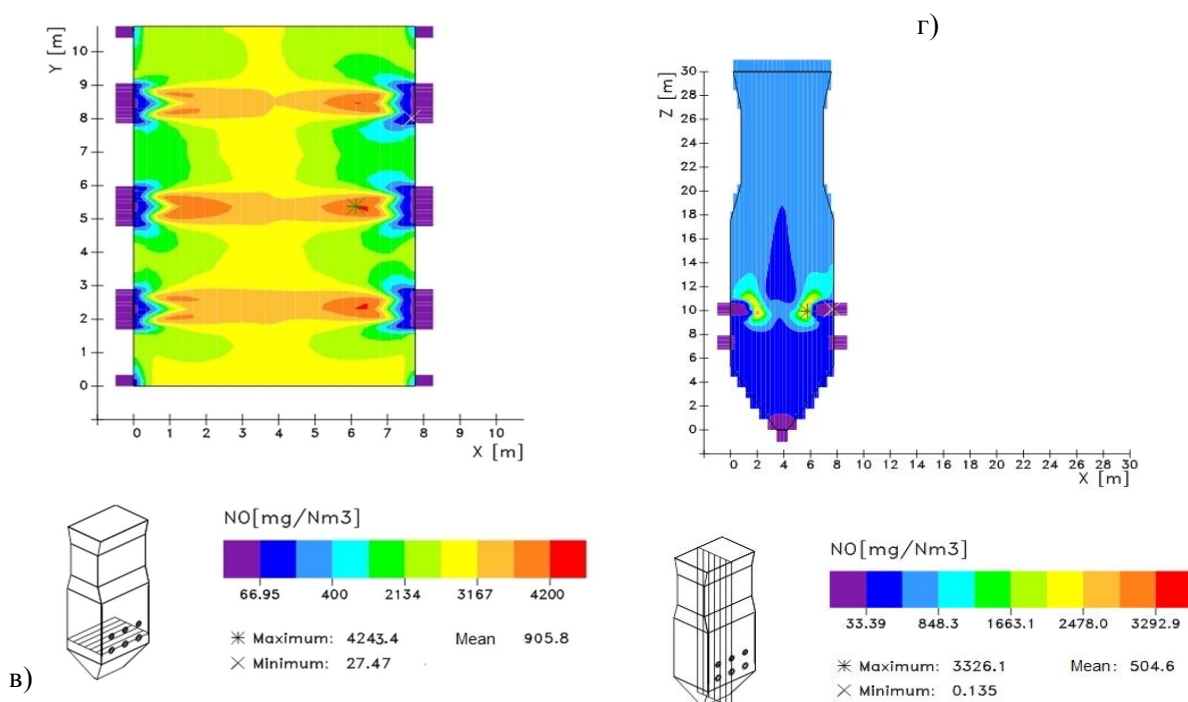 г)
Y [m]
10
9
8
7
6
5
4
3
2
1
0
0 1 2 3 4 5 6 7 8 9 10
X [m]
Z [m]
30
28
26
24
22
20
18
16
14
12
10
8
6
4
2
0
0 2 4 6 8 10 12 14 16 18 20 22 24 26 28 30
X [m]
NO[mg/Nm3]
66.95 400 2134 3167 4200
Maximum: 4243.4 Mean 905.8
Minimum: 27.47
в)
NO[mg/Nm3]
33.39 848.3 1663.1 2478.0 3292.9
Maximum: 3326.1 Mean: 504.6
Minimum: 0.135